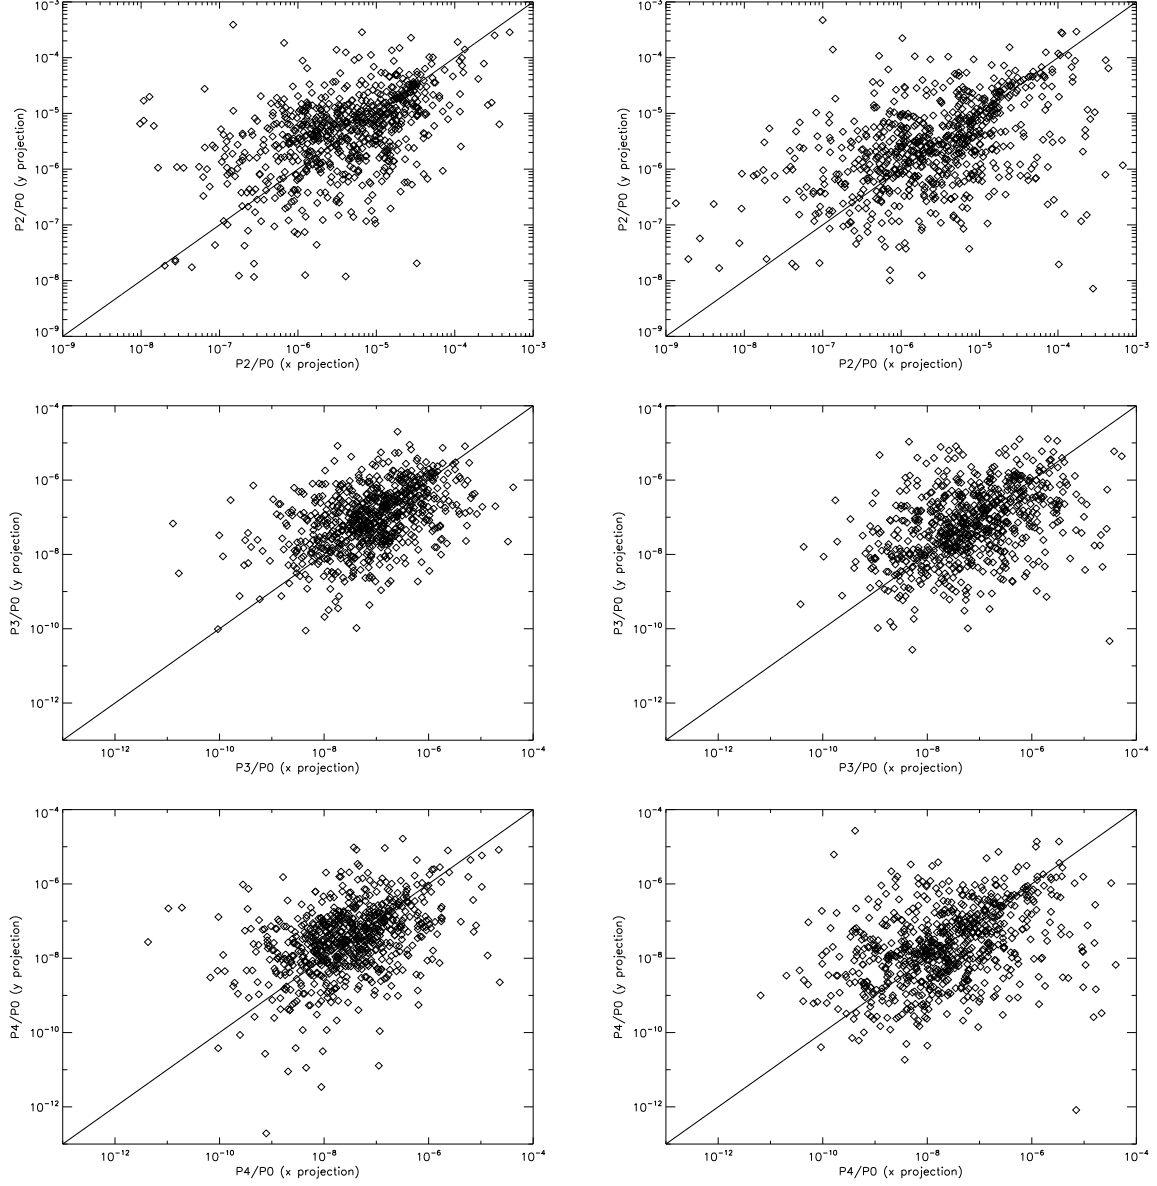 10⁻³ 10⁻³
10⁻⁴ 10⁻⁴
10⁻⁵ 10⁻⁵
10⁻⁶ 10⁻⁶
10⁻⁷ 10⁻⁷
10⁻⁸ 10⁻⁸
10⁻⁹ 10⁻⁹
P2/P0 (y projection) P2/P0 (y projection)
10⁻⁹ 10⁻⁸ 10⁻⁷ 10⁻⁶ 10⁻⁵ 10⁻⁴ 10⁻³ 10⁻⁹ 10⁻⁸ 10⁻⁷ 10⁻⁶ 10⁻⁵ 10⁻⁴ 10⁻³
P2/P0 (x projection) P2/P0 (x projection)
10⁻⁴ 10⁻⁴
10⁻⁶ 10⁻⁶
10⁻⁸ 10⁻⁸
10⁻¹⁰ 10⁻¹⁰
10⁻¹² 10⁻¹²
P3/P0 (y projection) P3/P0 (y projection)
10⁻¹² 10⁻¹⁰ 10⁻⁸ 10⁻⁶ 10⁻⁴ 10⁻¹² 10⁻¹⁰ 10⁻⁸ 10⁻⁶ 10⁻⁴
P3/P0 (x projection) P3/P0 (x projection)
10⁻⁴ 10⁻⁴
10⁻⁶ 10⁻⁶
10⁻⁸ 10⁻⁸
10⁻¹⁰ 10⁻¹⁰
10⁻¹² 10⁻¹²
P4/P0 (y projection) P4/P0 (y projection)
10⁻¹² 10⁻¹⁰ 10⁻⁸ 10⁻⁶ 10⁻⁴ 10⁻¹² 10⁻¹⁰ 10⁻⁸ 10⁻⁶ 10⁻⁴
P4/P0 (x projection) P4/P0 (x projection)